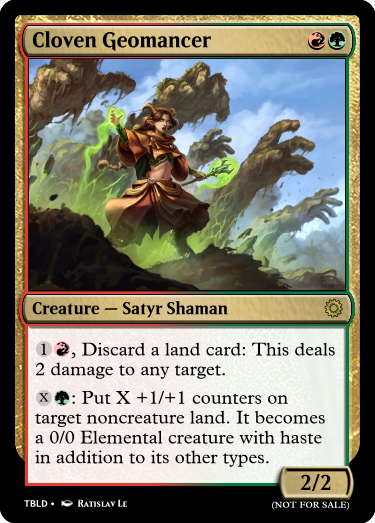 Cloven Geomancer
Creature — Satyr Shaman
1R, Discard a land card: This deals
2 damage to any target.
XG: Put X +1/+1 counters on
target noncreature land. It becomes
a 0/0 Elemental creature with haste
in addition to its other types.
2/2
TBLD • Ratislav Le
(NOT FOR SALE)